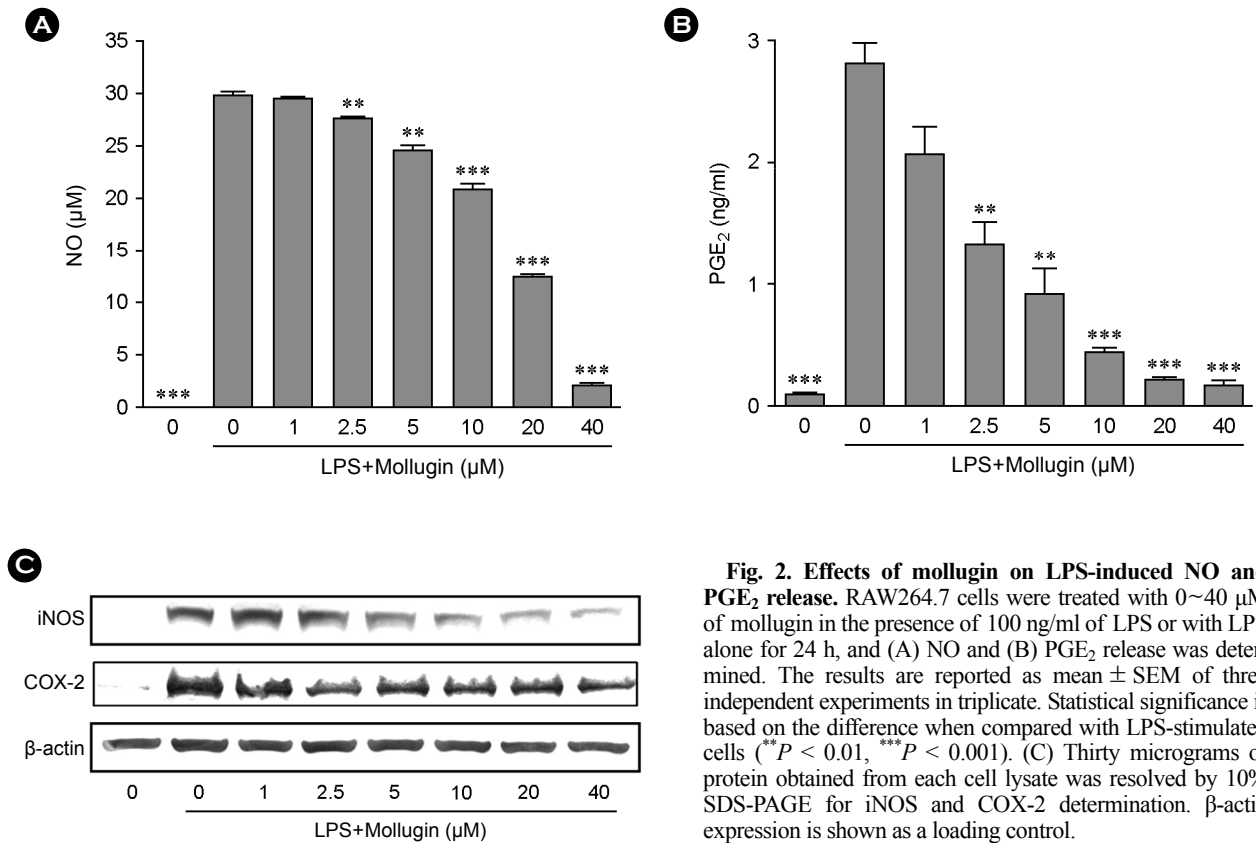 A
35
30
25
20
15
10
5
0
NO (µM)
** ** *** *** *** ***
0 0 1 2.5 5 10 20 40
LPS+Mollugin (µM)
B
3
2
1
0
PGE2 (ng/ml)
*** ** ** *** *** ***
0 0 1 2.5 5 10 20 40
LPS+Mollugin (µM)
C
iNOS
COX-2
β-actin
0 0 1 2.5 5 10 20 40
LPS+Mollugin (µM)
Fig. 2. Effects of mollugin on LPS-induced NO an
PGE2 release. RAW264.7 cells were treated with 0~40 µM
of mollugin in the presence of 100 ng/ml of LPS or with LP
alone for 24 h, and (A) NO and (B) PGE2 release was deter
mined. The results are reported as mean ± SEM of thre
independent experiments in triplicate. Statistical significance i
based on the difference when compared with LPS-stimulate
cells (**P < 0.01, ***P < 0.001). (C) Thirty micrograms o
protein obtained from each cell lysate was resolved by 10%
SDS-PAGE for iNOS and COX-2 determination. β-acti
expression is shown as a loading control.